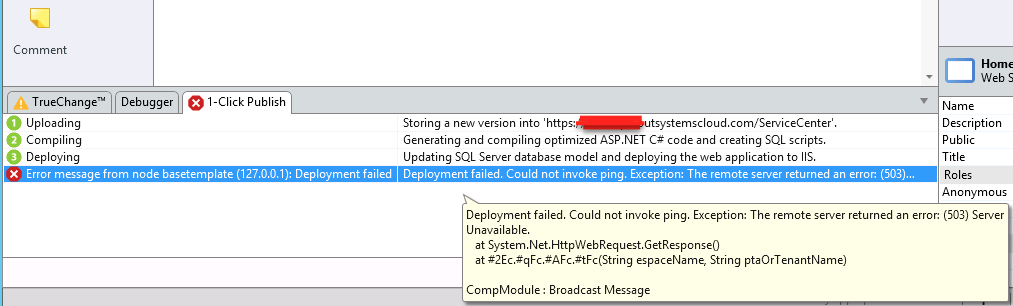 Comment
TrueChange™ Debugger 1-Click Publish
1 Uploading Storing a new version into 'https: outsystemscloud.com/ServiceCenter'.
2 Compiling Generating and compiling optimized ASP.NET C# code and creating SQL scripts.
3 Deploying Updating SQL Server database model and deploying the web application to IIS.
Error message from node basetemplate (127.0.0.1): Deployment failed Deployment failed. Could not invoke ping. Exception: The remote server returned an error: (503)...
Deployment failed. Could not invoke ping. Exception: The remote server returned an error: (503) Server
Unavailable.
at System.Net.HttpWebRequest.GetResponse()
at #2Ec.#qFc.#AFc.#tFc(String espaceName, String ptaOrTenantName)
CompModule : Broadcast Message
Home
Web S
Name
Description
Public
Title
Roles
Anonymous